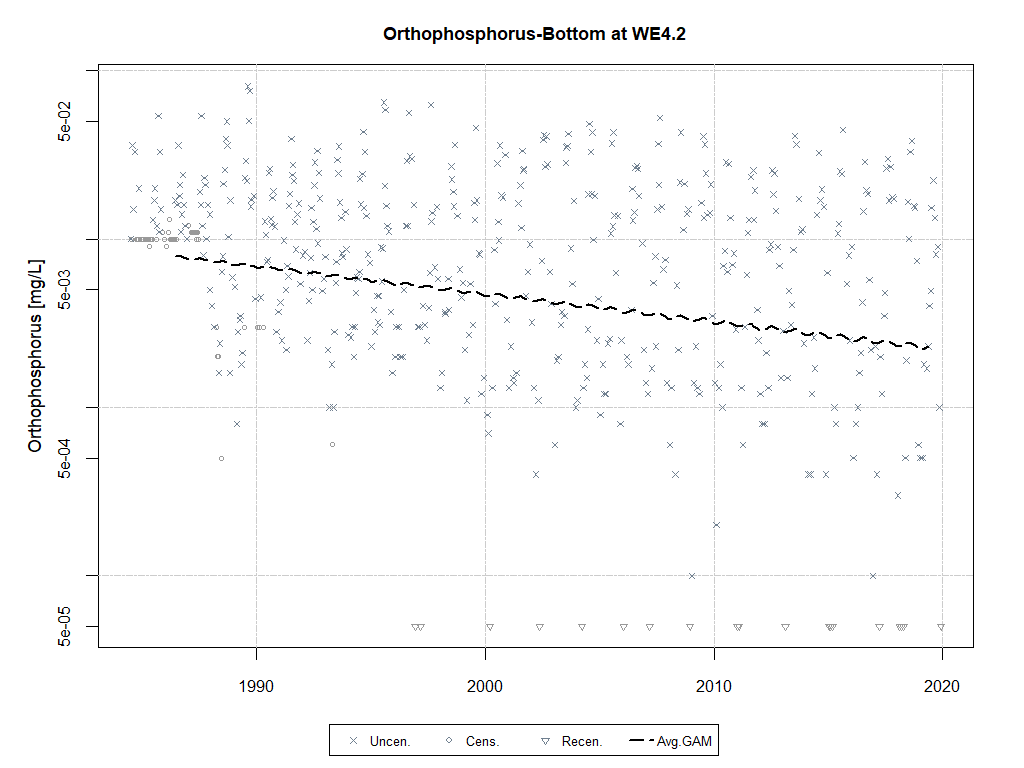 Orthophosphorus-Bottom at WE4.2
5e-02
5e-03
5e-04
5e-05
Orthophosphorus [mg/L]
1990 2000 2010 2020
Uncen. Cens. Recen. Avg.GAM